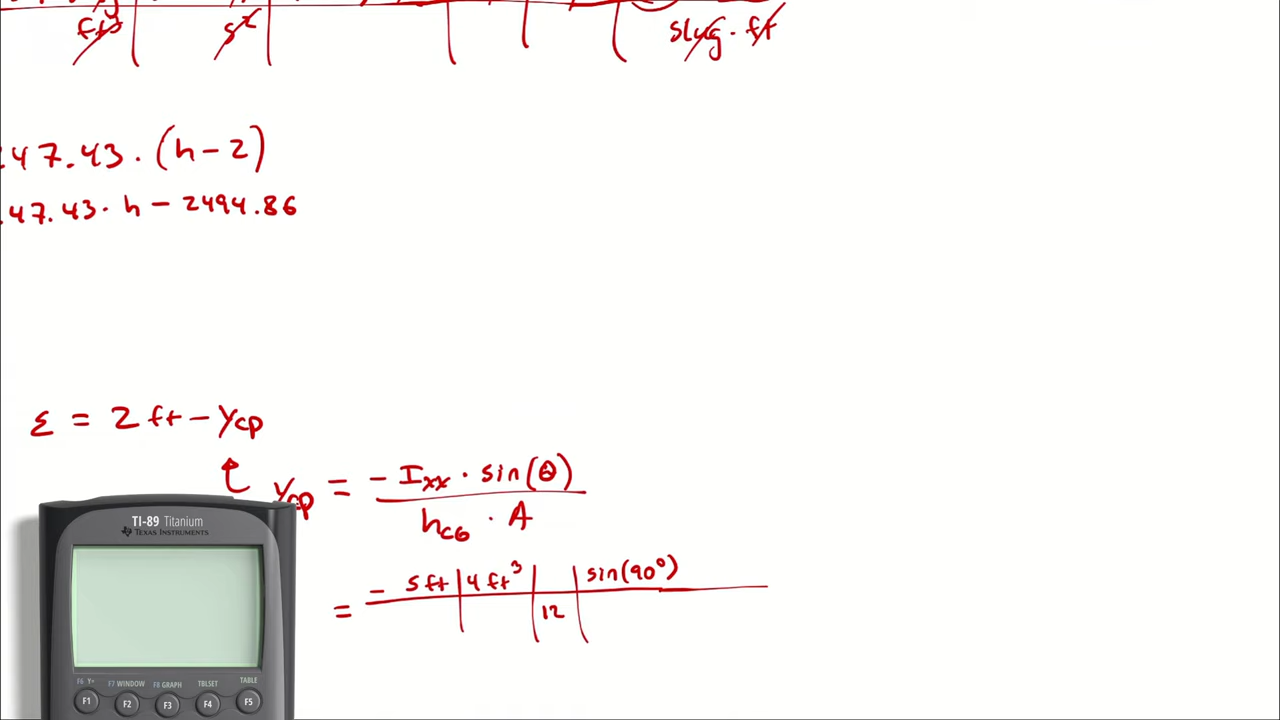 ft³ s² slug · ft
47.43 · (h - 2)
47.43 · h - 2494.86
ε = 2 ft - ycp
ycp = - Ixx · sin(θ)
hCG · A
= - 5ft 4 ft³ sin(90°)
12
TI-89 Titanium
TEXAS INSTRUMENTS
F6 Y= F7 WINDOW F8 GRAPH TBLSET TABLE
F1 F2 F3 F4 F5